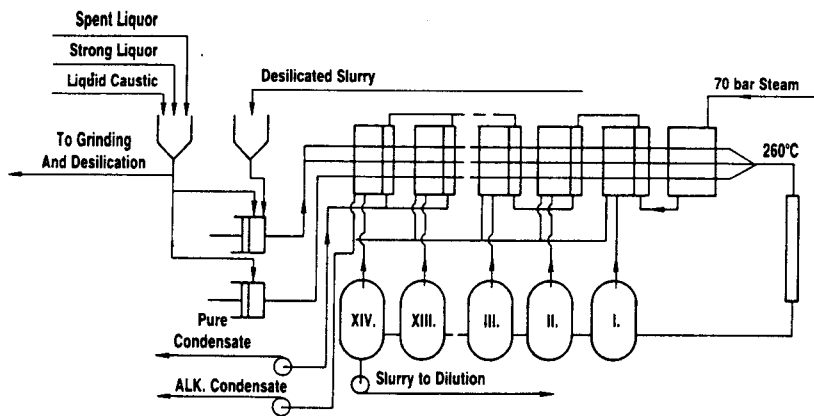 Spent Liquor
Strong Liquor
Liquid Caustic
Desilicated Slurry
70 bar Steam
To Grinding
And Desilication
260°C
XIV.
XIII.
III.
II.
I.
Pure
Condensate
ALK. Condensate
Slurry to Dilution